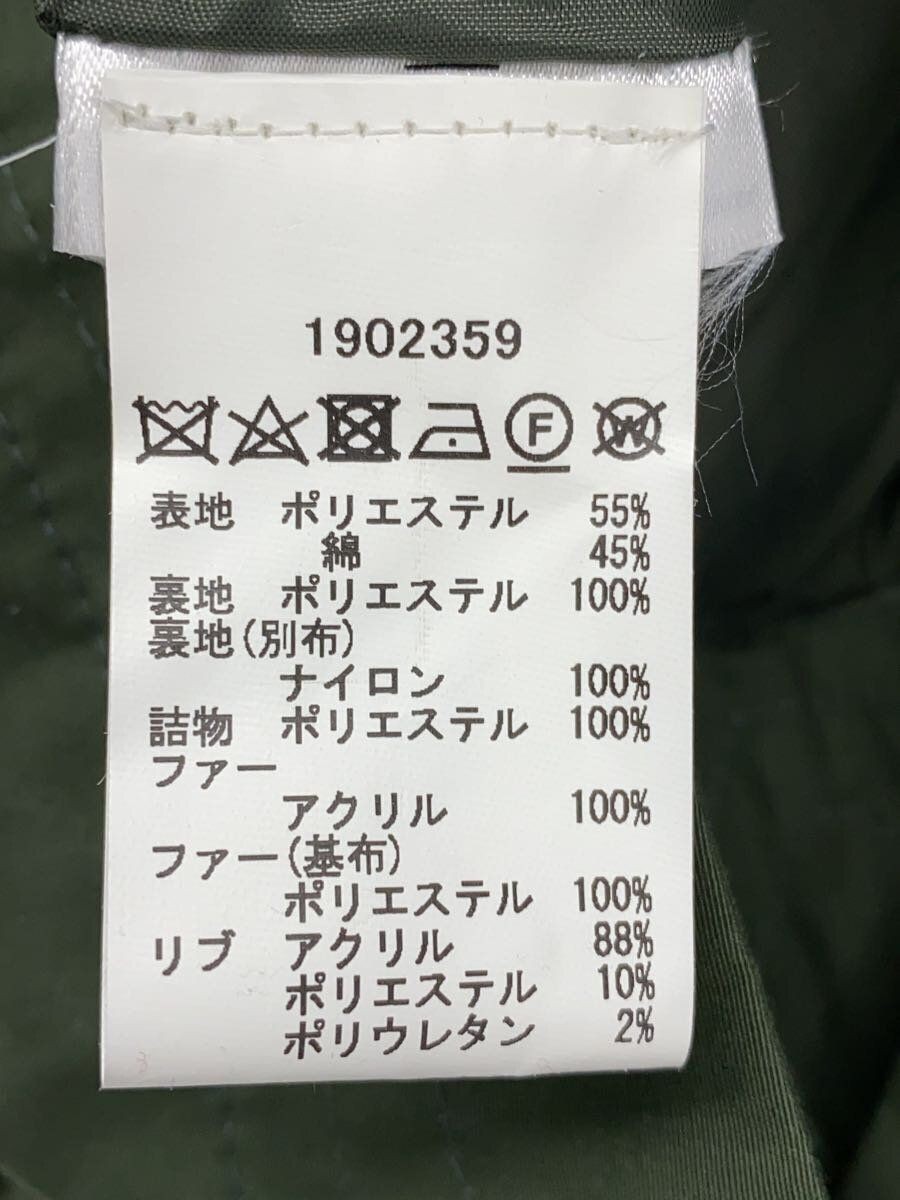 1902359
F W
表地 ポリエステル 55%
綿 45%
裏地 ポリエステル 100%
裏地(別布)
ナイロン 100%
詰物 ポリエステル 100%
ファー
アクリル 100%
ファー(基布)
ポリエステル 100%
リブ アクリル 88%
ポリエステル 10%
ポリウレタン 2%